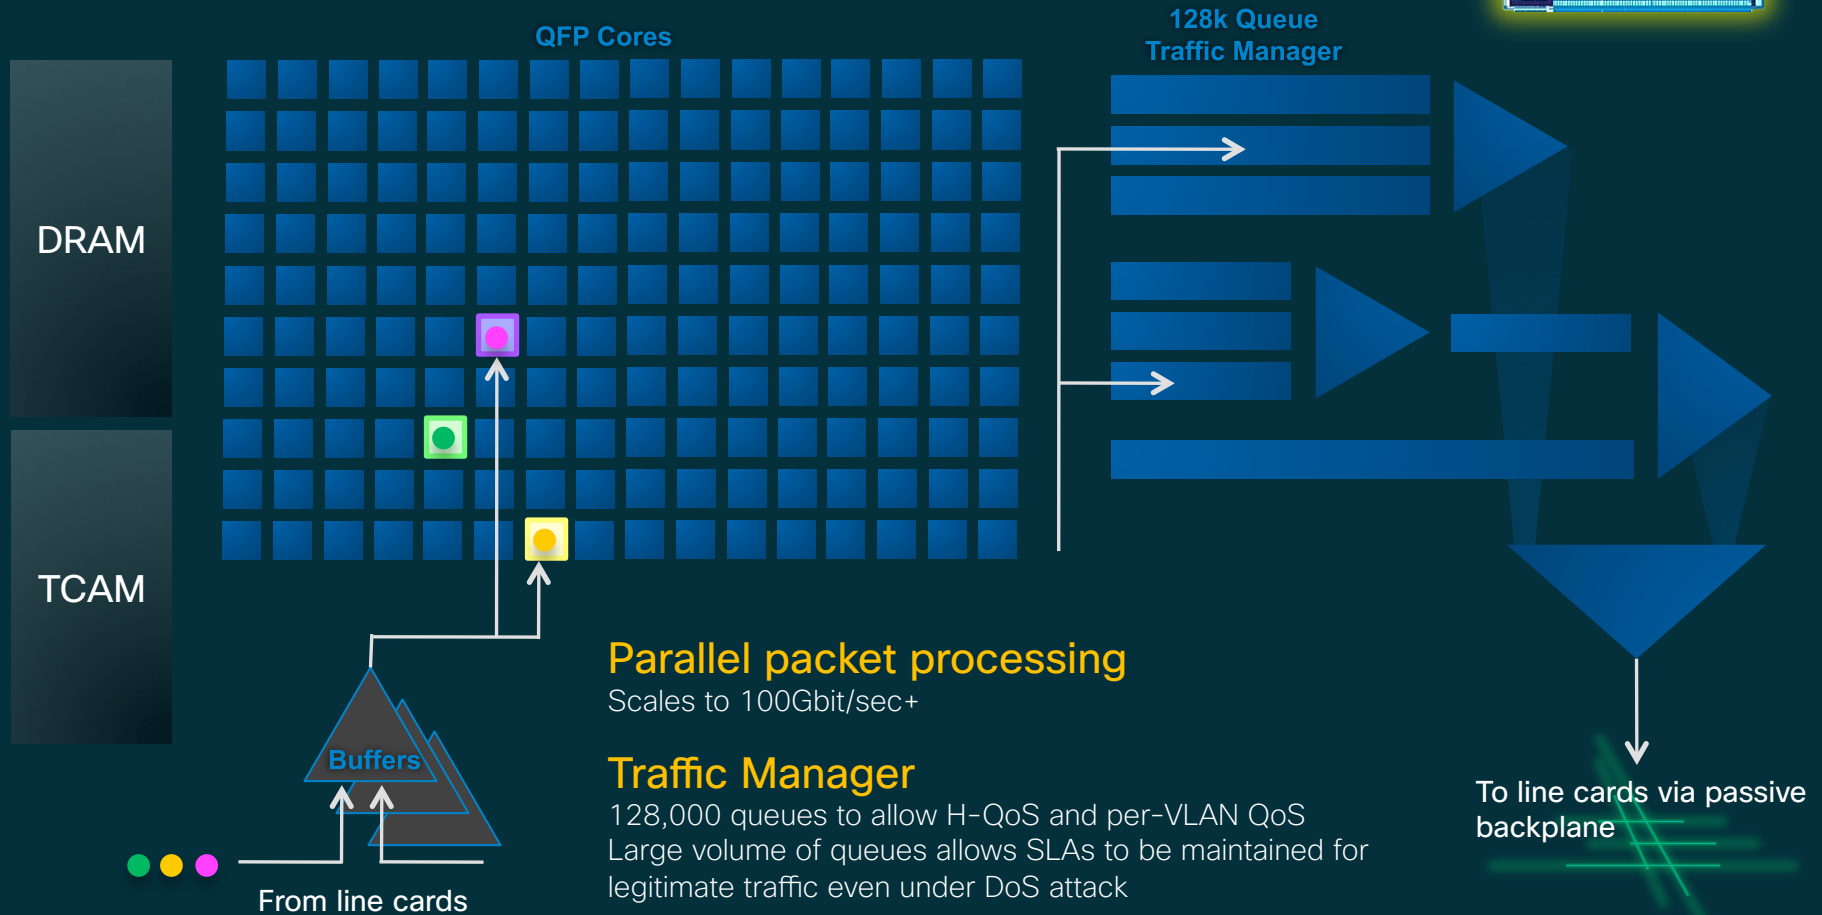 QFP Cores
128k Queue
Traffic Manager
DRAM
TCAM
Buffers
From line cards
Parallel packet processing
Scales to 100Gbit/sec+
Traffic Manager
128,000 queues to allow H-QoS and per-VLAN QoS
Large volume of queues allows SLAs to be maintained for
legitimate traffic even under DoS attack
To line cards via passive
backplane